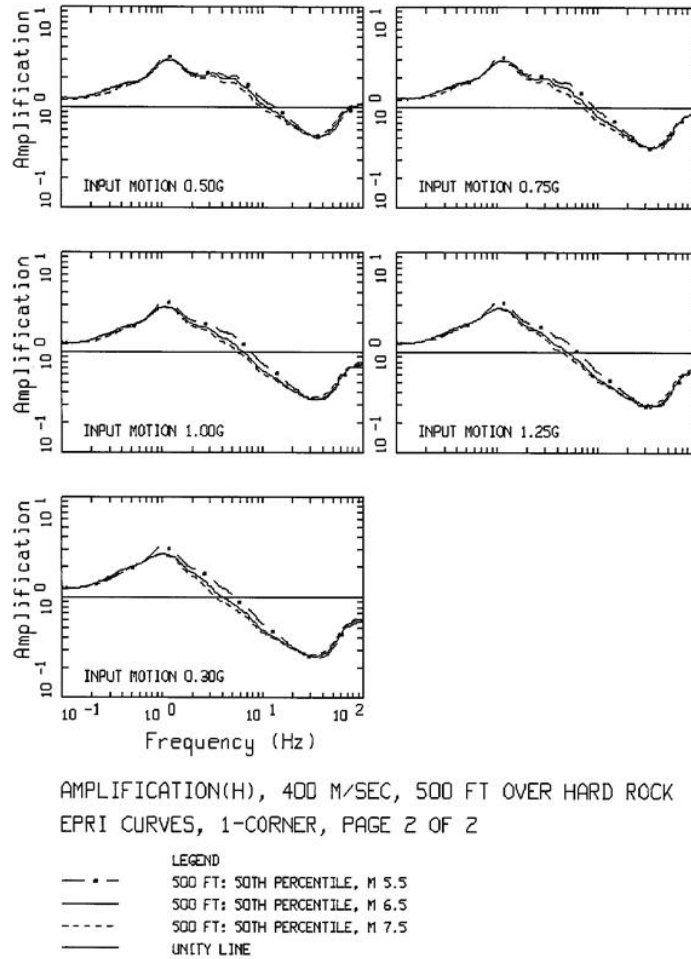 Amplification
10 -1
10 0
10 1
INPUT MOTION 0.50G
10 -1
10 0
10 1
INPUT MOTION 0.75G
Amplification
10 -1
10 0
10 1
INPUT MOTION 1.00G
10 -1
10 0
10 1
INPUT MOTION 1.25G
Amplification
10 -1
10 0
10 1
INPUT MOTION 0.30G
10 -1
10 0
10 1
10 2
Frequency (Hz)
AMPLIFICATION(H), 400 M/SEC, 500 FT OVER HARD ROCK
EPRI CURVES, 1-CORNER, PAGE 2 OF 2
LEGEND
500 FT: 50TH PERCENTILE, M 5.5
500 FT: 50TH PERCENTILE, M 6.5
500 FT: 50TH PERCENTILE, M 7.5
UNITY LINE